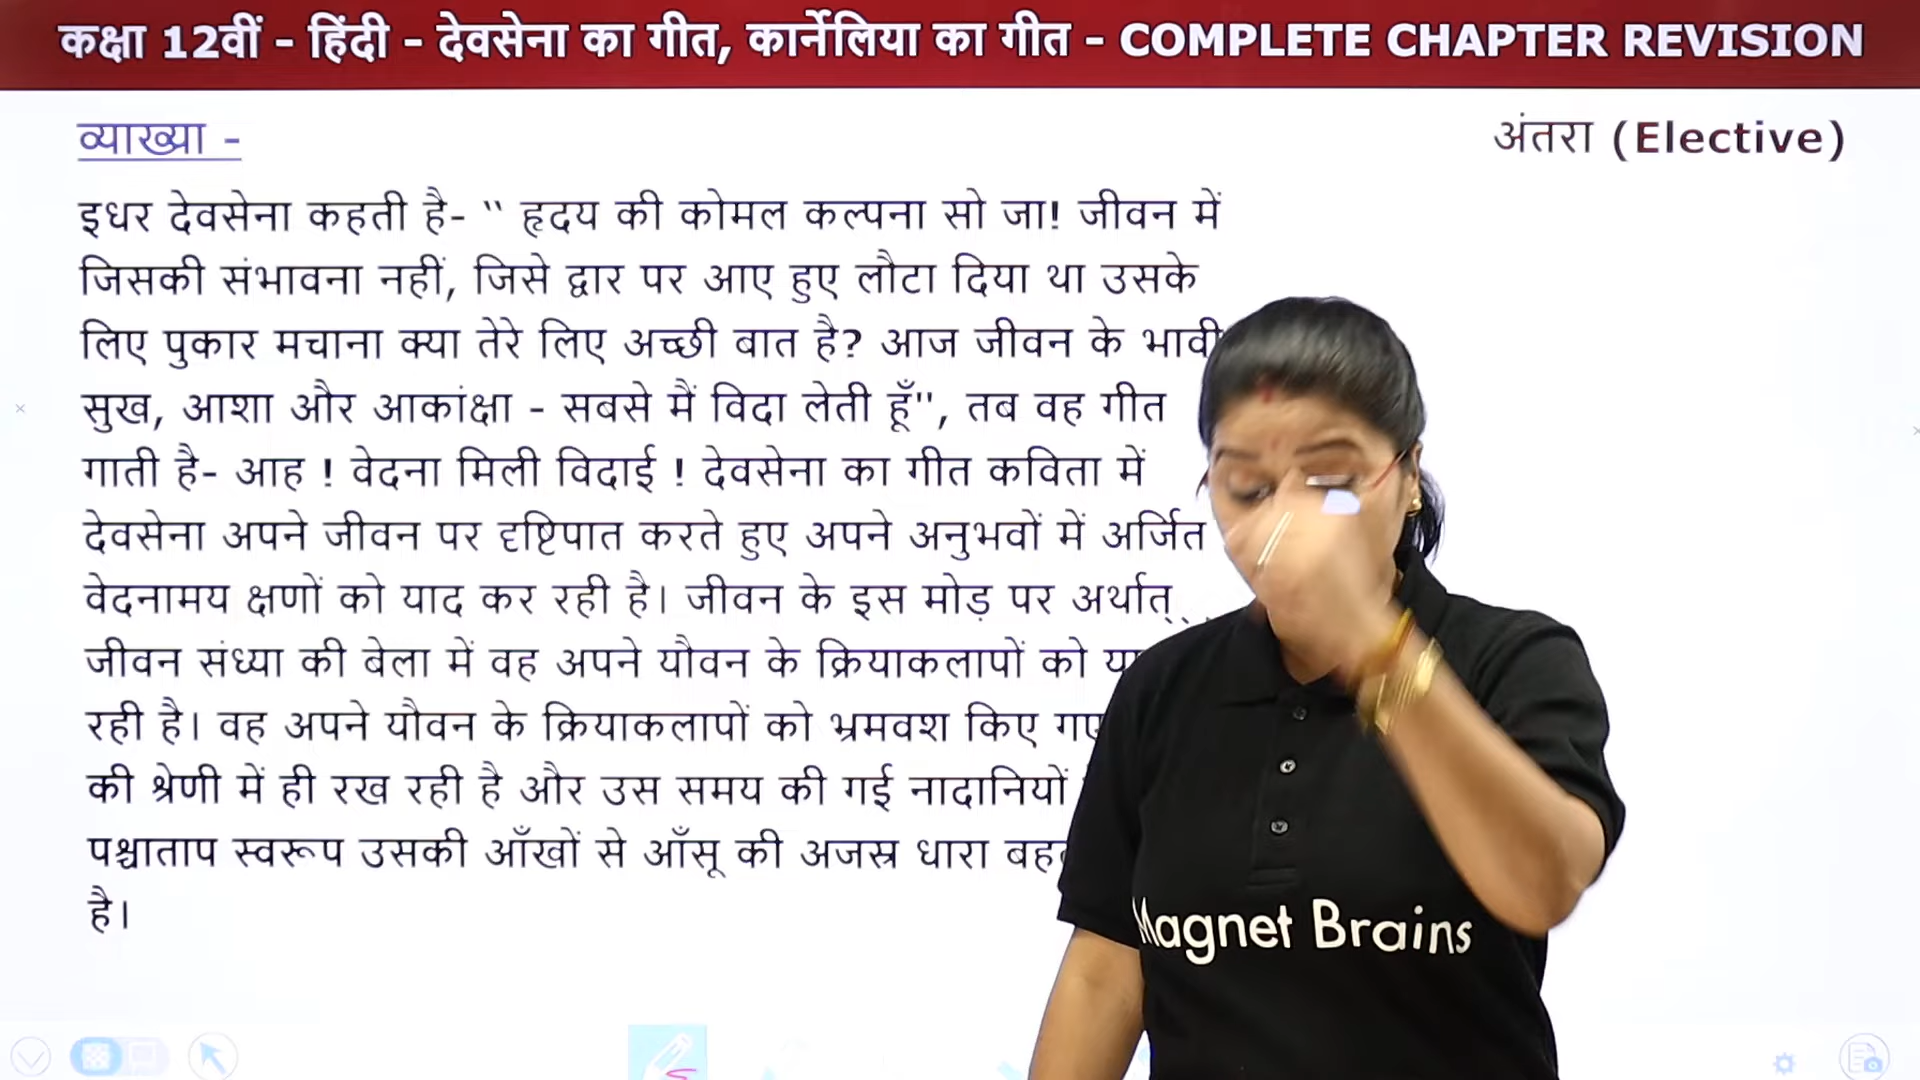 कक्षा 12वीं - हिंदी - देवसेना का गीत, कार्नेलिया का गीत - COMPLETE CHAPTER REVISION
व्याख्या -
अंतरा (Elective)
इधर देवसेना कहती है- " हृदय की कोमल कल्पना सो जा! जीवन में
जिसकी संभावना नहीं, जिसे द्वार पर आए हुए लौटा दिया था उसके
लिए पुकार मचाना क्या तेरे लिए अच्छी बात है? आज जीवन के भावी
सुख, आशा और आकांक्षा - सबसे मैं विदा लेती हूँ", तब वह गीत
गाती है- आह ! वेदना मिली विदाई ! देवसेना का गीत कविता में
देवसेना अपने जीवन पर दृष्टिपात करते हुए अपने अनुभवों में अर्जित
वेदनामय क्षणों को याद कर रही है। जीवन के इस मोड़ पर अर्थात्
जीवन संध्या की बेला में वह अपने यौवन के क्रियाकलापों को
रही है। वह अपने यौवन के क्रियाकलापों को भ्रमवश किए
की श्रेणी में ही रख रही है और उस समय की गई नादानियों
पश्चाताप स्वरूप उसकी आँखों से आँसू की अजस्र धारा
है।
Magnet Brains